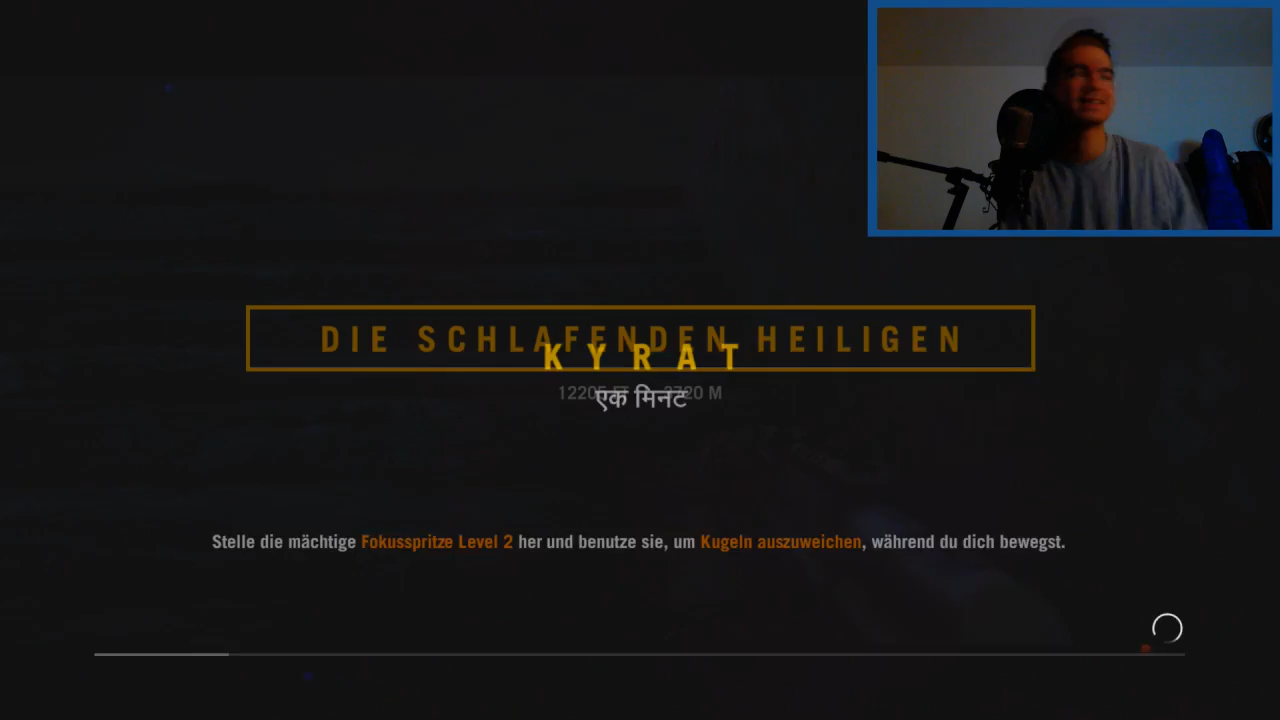 DIE SCHLAFENDEN HEILIGEN
KYRAT
एक मिनट
Stelle die mächtige Fokusspritze Level 2 her und benutze sie, um Kugeln auszuweichen, während du dich bewegst.